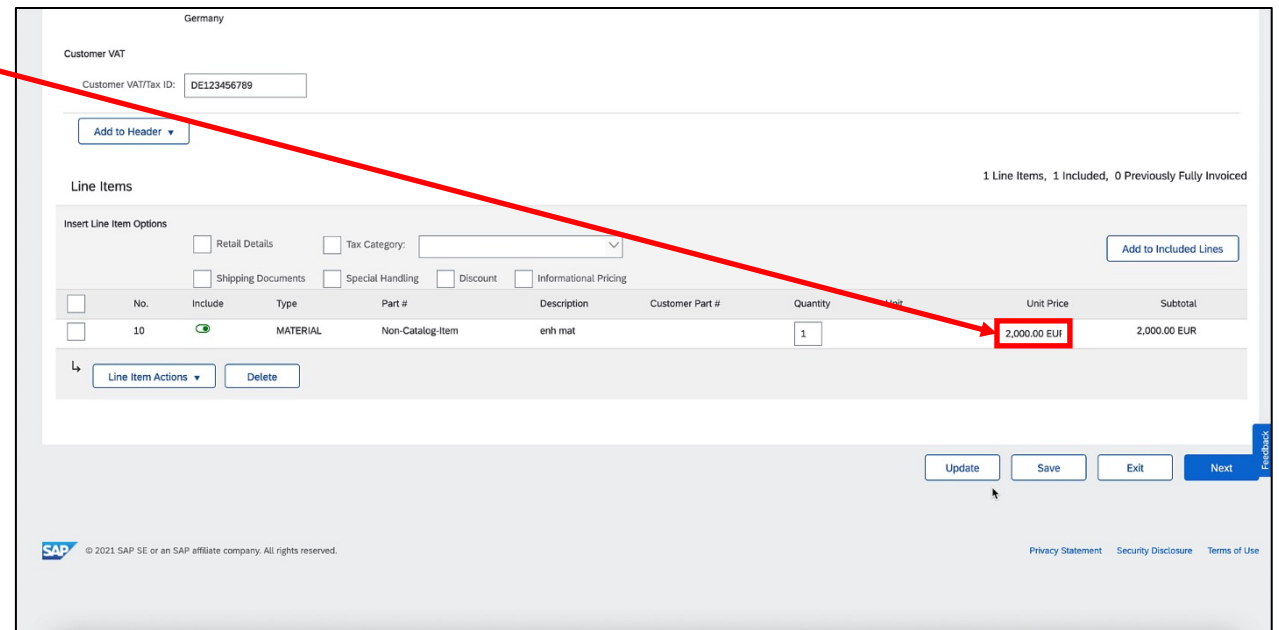 Germany
Customer VAT
Customer VAT/Tax ID: DE123456789
Add to Header
1 Line Items, 1 Included, 0 Previously Fully Invoiced
Line Items
Insert Line Item Options
Retail Details Tax Category:
Add to Included Lines
Shipping Documents Special Handling Discount Informational Pricing
No. Include Type Part # Description Customer Part # Quantity Unit Unit Price Subtotal
10 MATERIAL Non-Catalog-Item enh mat 1 2,000.00 EUR 2,000.00 EUR
Line Item Actions Delete
Feedback
Update Save Exit Next
SAP © 2021 SAP SE or an SAP affiliate company. All rights reserved.
Privacy Statement Security Disclosure Terms of Use